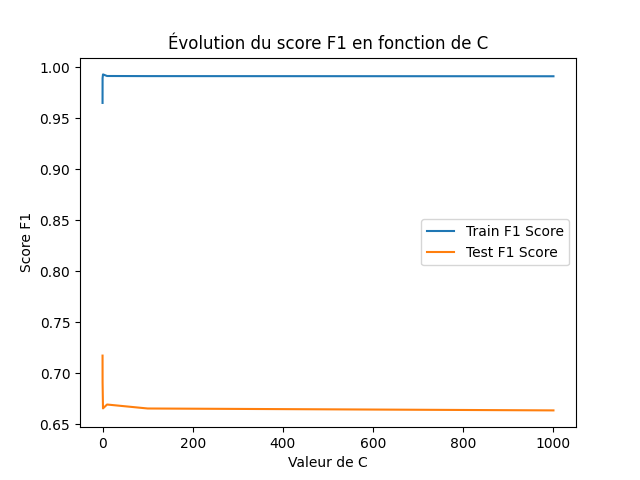 Évolution du score F1 en fonction de C
1.00
0.95
0.90
0.85
0.80
0.75
0.70
0.65
Score F1
Train F1 Score
Test F1 Score
0 200 400 600 800 1000
Valeur de C